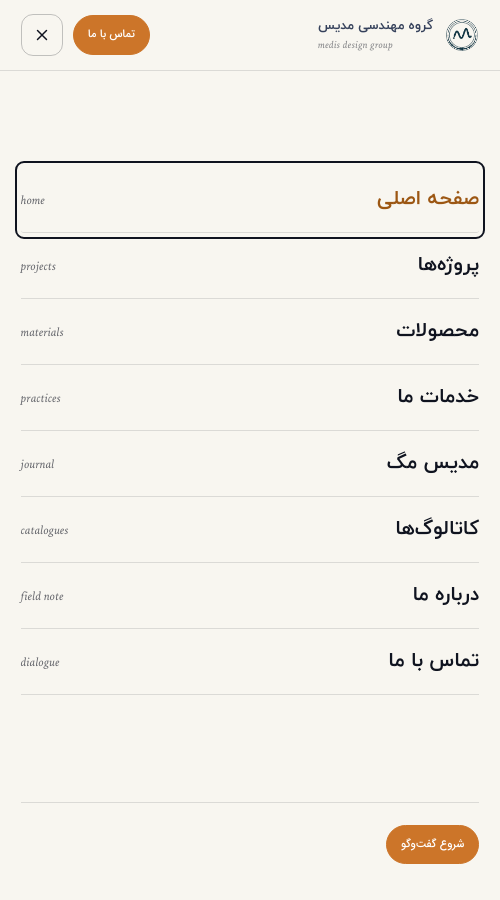 گروه مهندسی مدیس
medis design group
تماس با ما
صفحه اصلی
home
پروژه‌ها
projects
محصولات
materials
خدمات ما
practices
مدیس مگ
journal
کاتالوگ‌ها
catalogues
درباره ما
field note
تماس با ما
dialogue
شروع گفت‌وگو